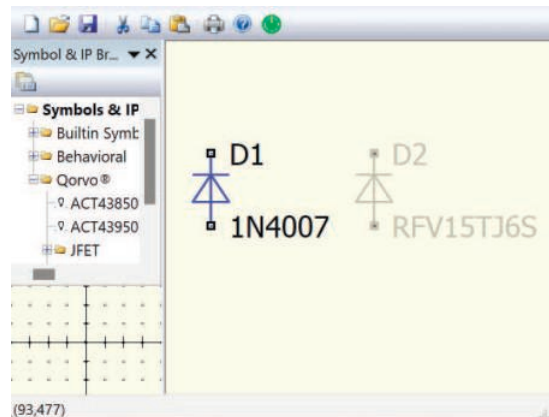 Symbol & IP Br...
Symbols & IP
Builtin Symb
Behavioral
Qorvo®
ACT43850
ACT43950
JFET
D1
1N4007
D2
RFV15TJ6S
(93,477)